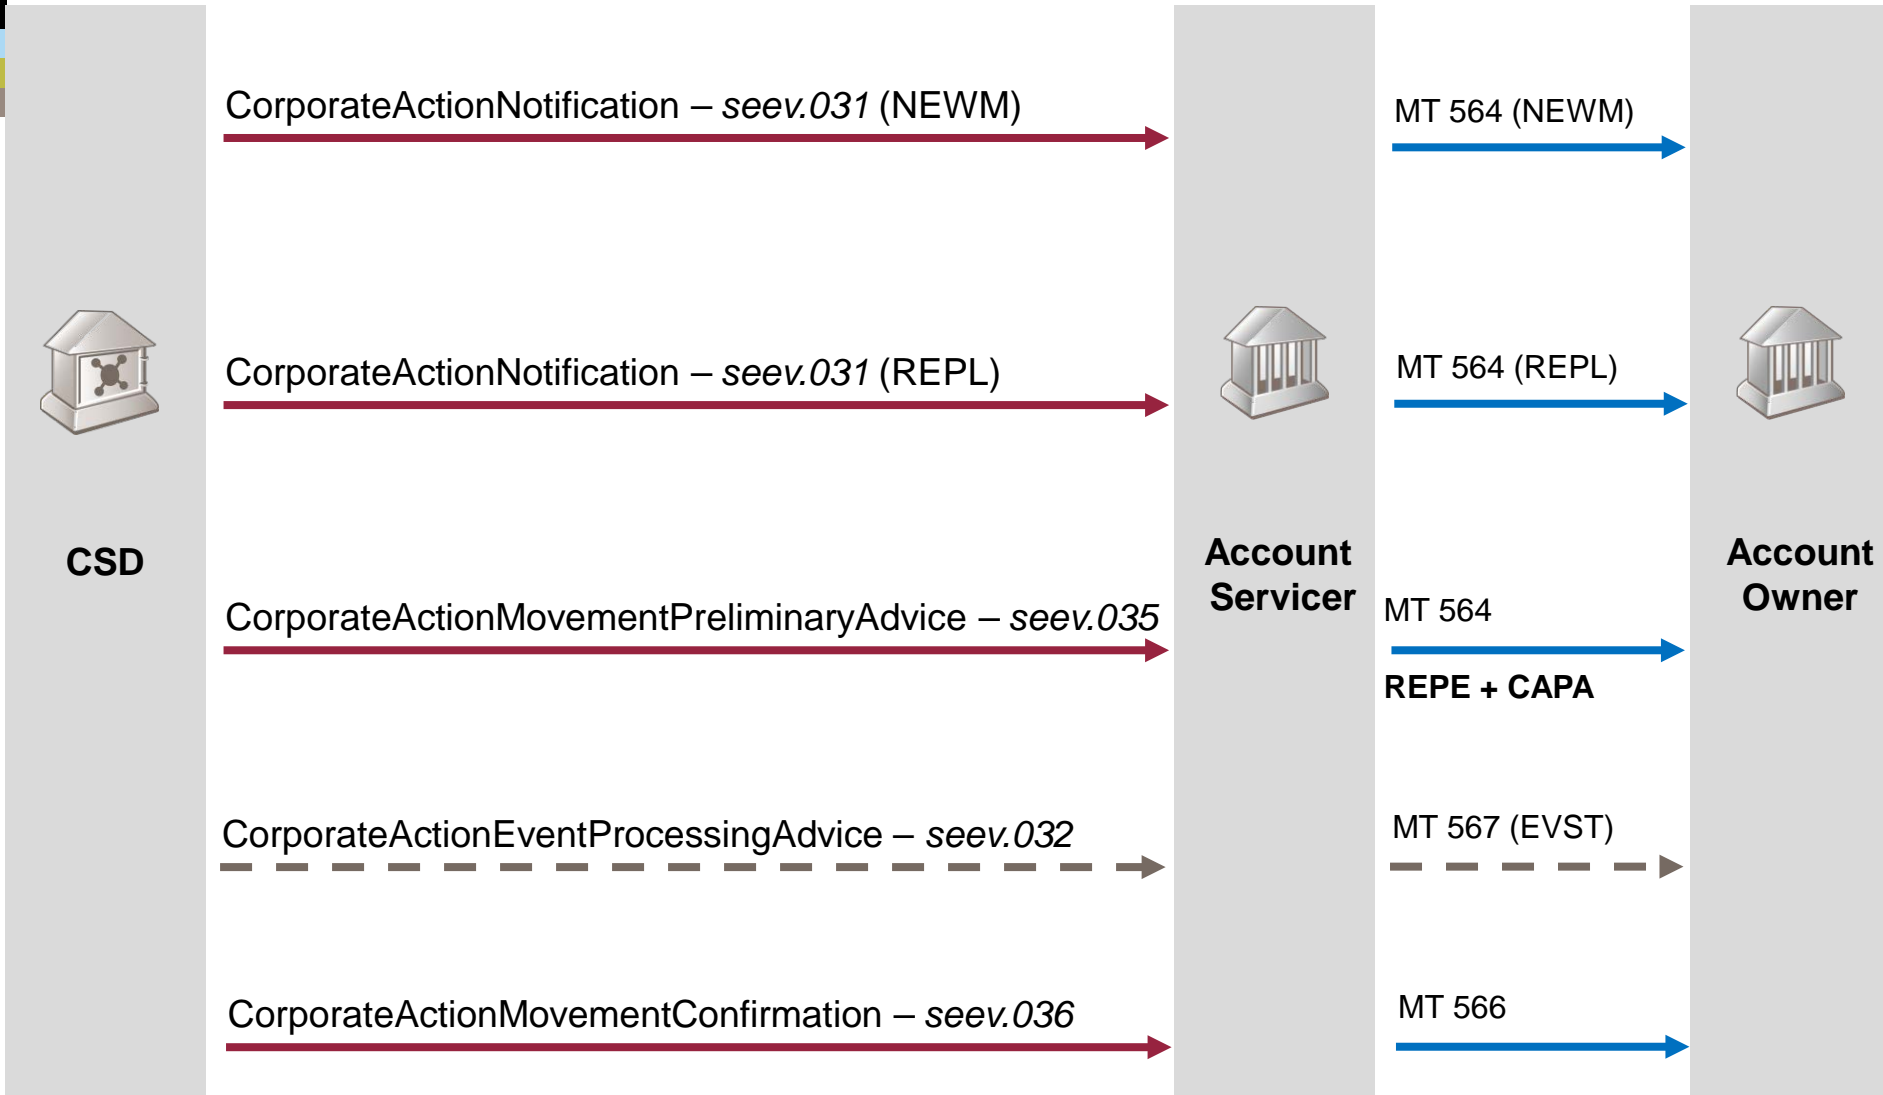 CorporateActionNotification – seev.031 (NEWM)
MT 564 (NEWM)
CorporateActionNotification – seev.031 (REPL)
MT 564 (REPL)
CSD
Account
Servicer
Account
Owner
CorporateActionMovementPreliminaryAdvice – seev.035
MT 564
REPE + CAPA
CorporateActionEventProcessingAdvice – seev.032
MT 567 (EVST)
CorporateActionMovementConfirmation – seev.036
MT 566